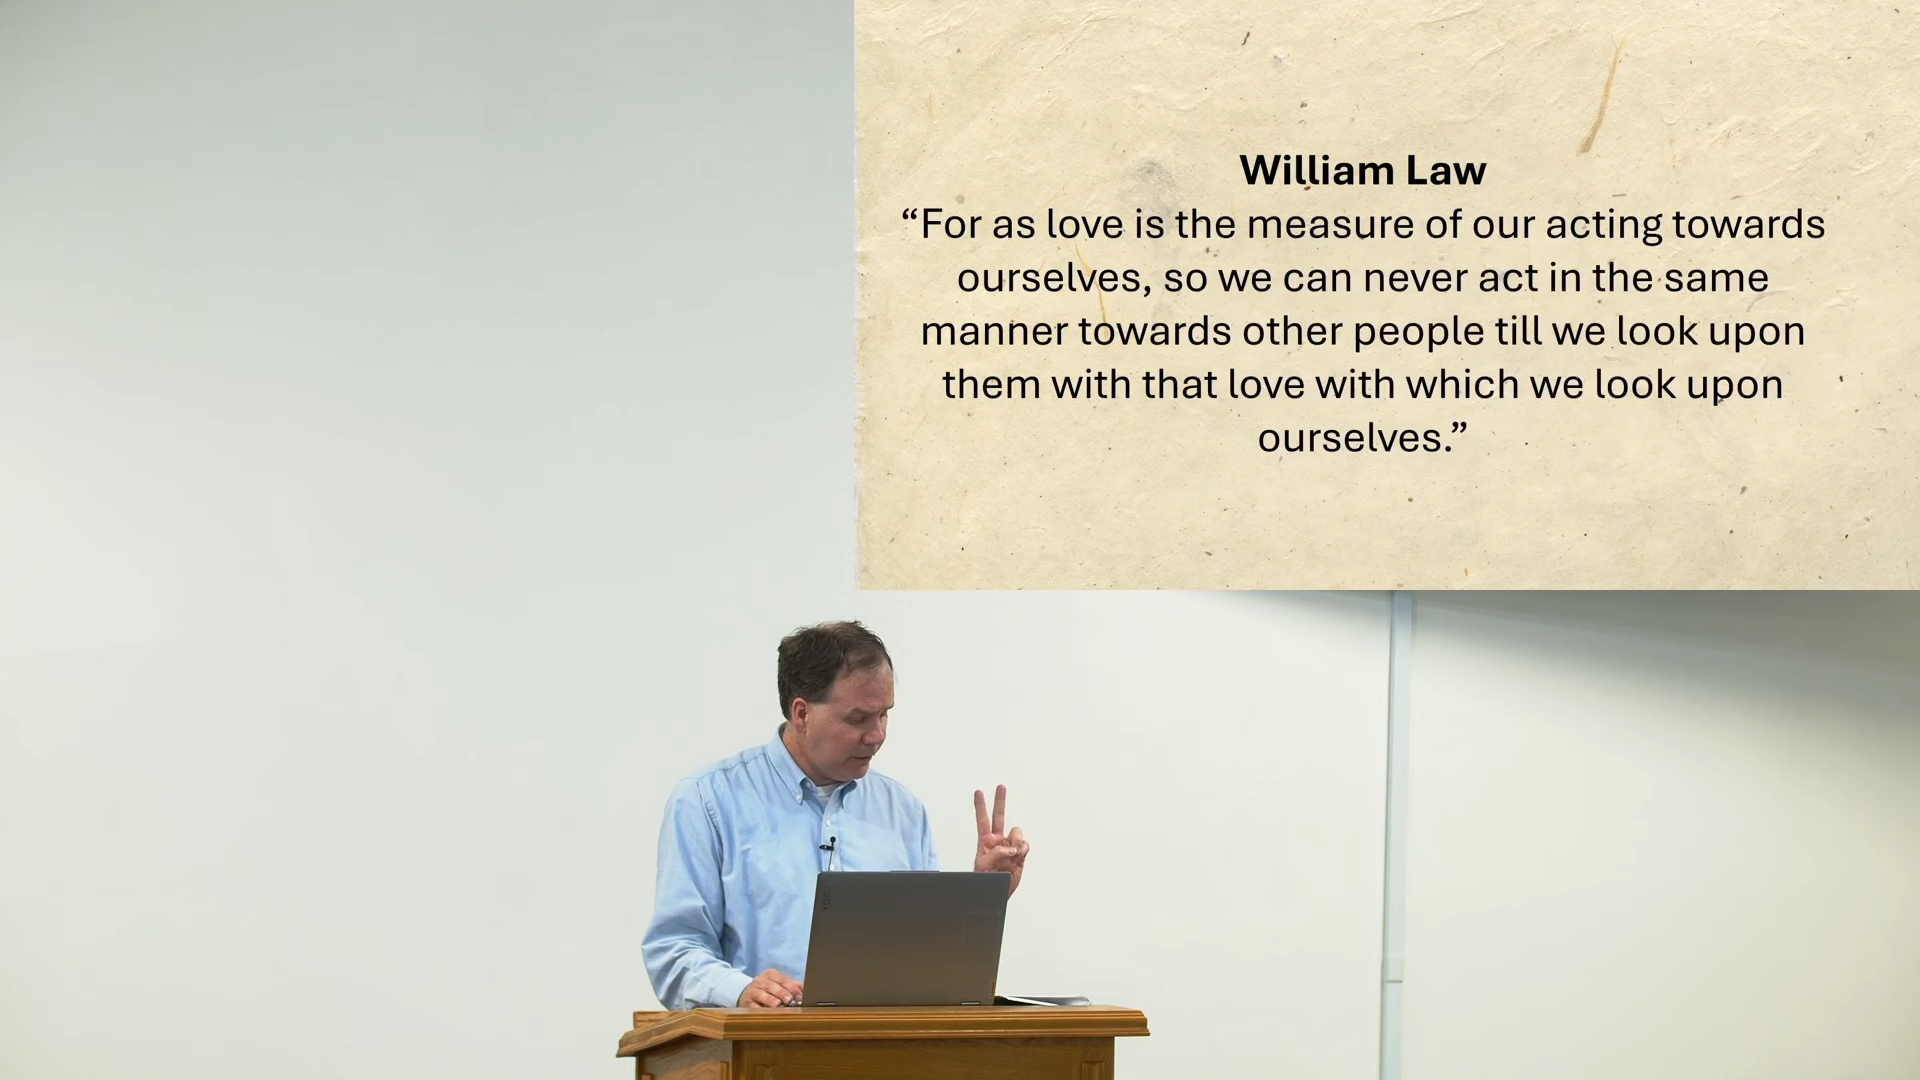 William Law
“For as love is the measure of our acting towards
ourselves, so we can never act in the same
manner towards other people till we look upon
them with that love with which we look upon
ourselves.”